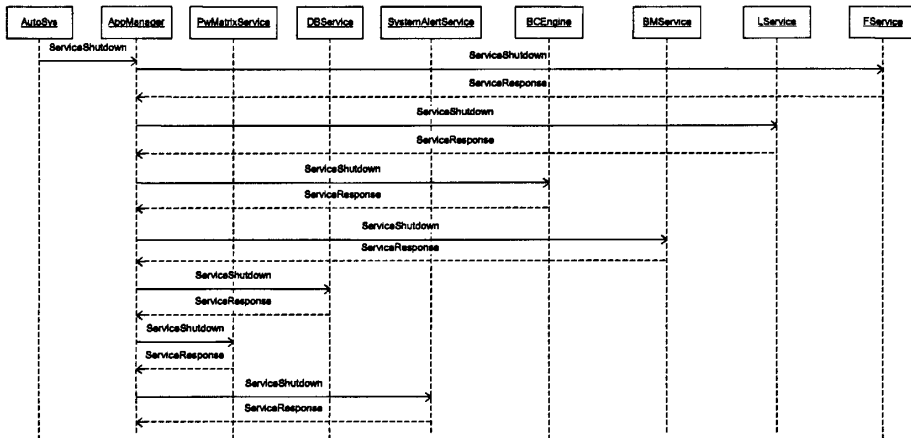 AutoSys AppManager PwMatrixService DBService SystemAlertService BCEngine BMService LService FService
ServiceShutdown
ServiceShutdown
ServiceResponse
ServiceShutdown
ServiceResponse
ServiceShutdown
ServiceResponse
ServiceShutdown
ServiceResponse
ServiceShutdown
ServiceResponse
ServiceShutdown
ServiceResponse
ServiceShutdown
ServiceResponse